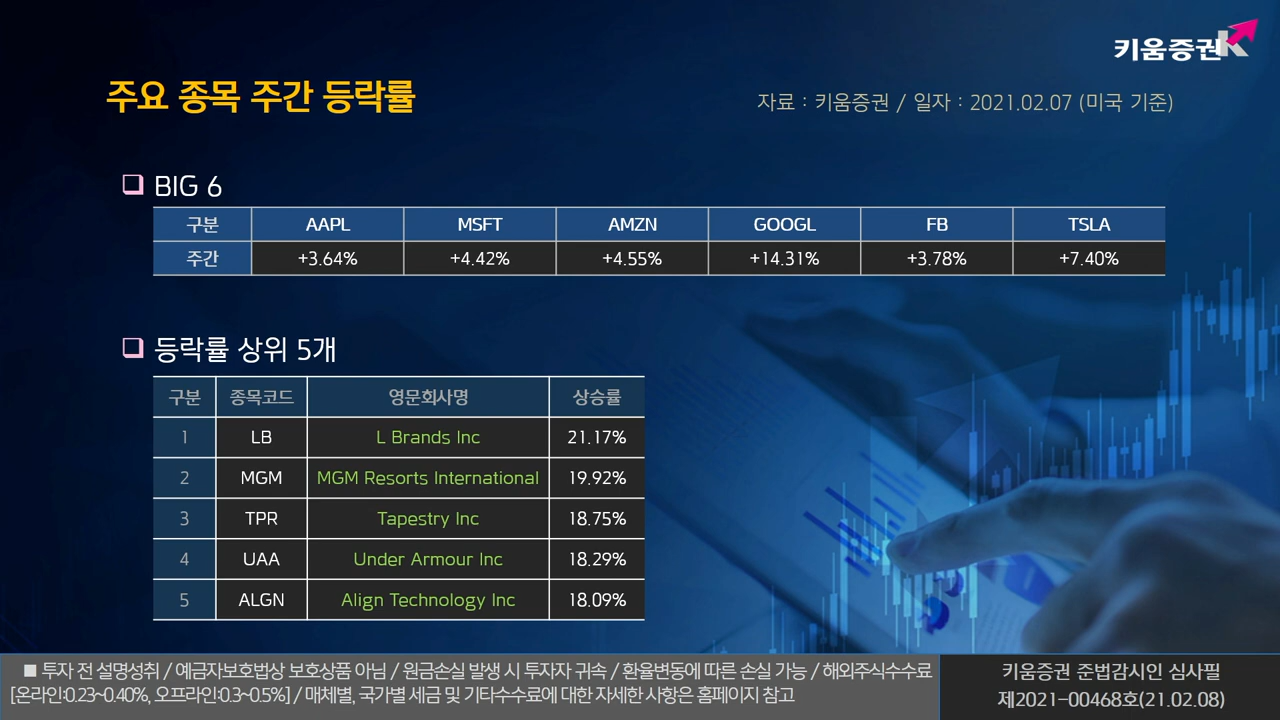 키움증권
주요 종목 주간 등락률
자료 : 키움증권 / 일자 : 2021.02.07 (미국 기준)
❑ BIG 6
구분 AAPL MSFT AMZN GOOGL FB TSLA
주간 +3.64% +4.42% +4.55% +14.31% +3.78% +7.40%
❑ 등락률 상위 5개
구분 종목코드 영문회사명 상승률
1 LB L Brands Inc 21.17%
2 MGM MGM Resorts International 19.92%
3 TPR Tapestry Inc 18.75%
4 UAA Under Armour Inc 18.29%
5 ALGN Align Technology Inc 18.09%
■ 투자 전 설명성취 / 예금자보호법상 보호상품 아님 / 원금손실 발생 시 투자자 귀속 / 환율변동에 따른 손실 가능 / 해외주식수수료
[온라인:0.23~0.40%, 오프라인:0.3~0.5%] / 매체별, 국가별 세금 및 기타수수료에 대한 자세한 사항은 홈페이지 참고
키움증권 준법감시인 심사필
제2021-00468호(21.02.08)